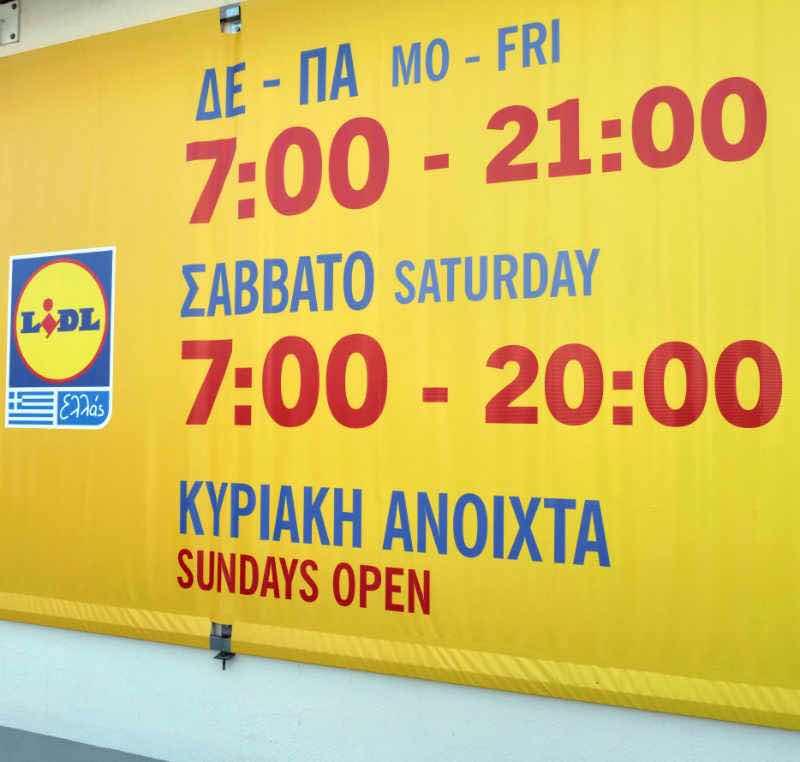 ΔΕ - ΠΑ MO - FRI
7:00 - 21:00
ΣΑΒΒΑΤΟ SATURDAY
7:00 - 20:00
LIDL
Ελλάς
ΚΥΡΙΑΚΗ ΑΝΟΙΧΤΑ
SUNDAYS OPEN